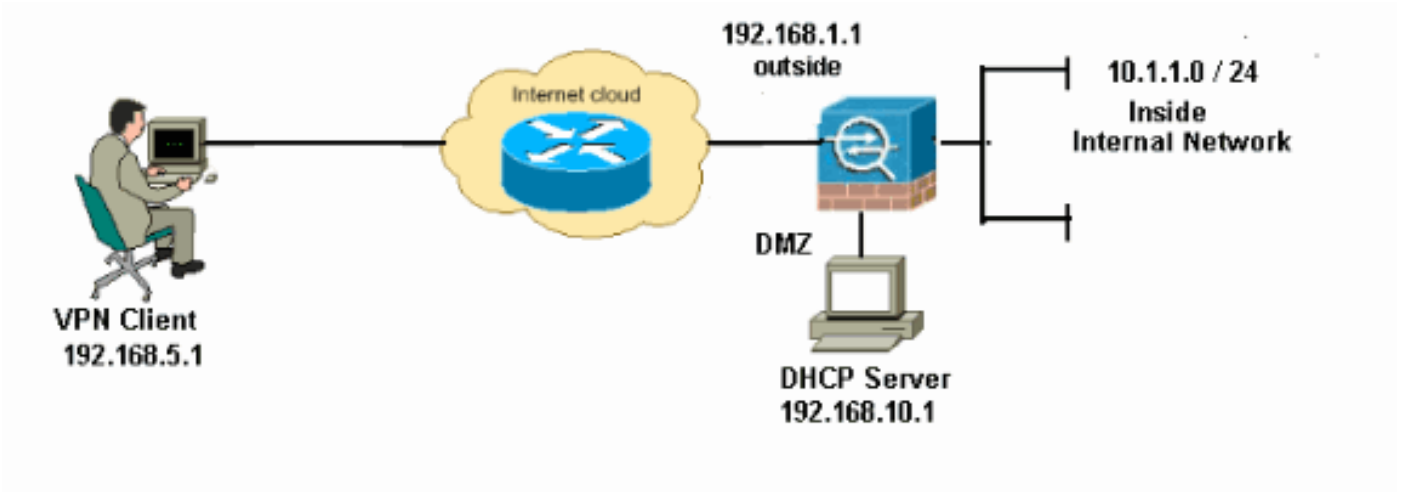 192.168.1.1
outside
Internet cloud
10.1.1.0 / 24
Inside
Internal Network
DMZ
VPN Client
192.168.5.1
DHCP Server
192.168.10.1